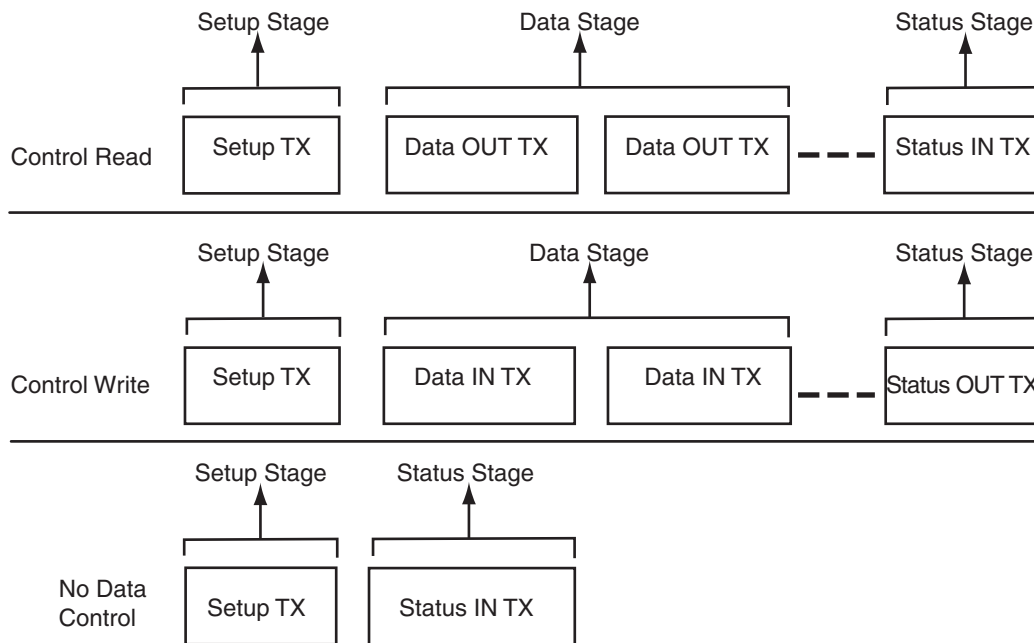 Setup Stage Data Stage Status Stage
Control Read Setup TX Data OUT TX Data OUT TX Status IN TX
Setup Stage Data Stage Status Stage
Control Write Setup TX Data IN TX Data IN TX Status OUT TX
Setup Stage Status Stage
No Data
Control Setup TX Status IN TX